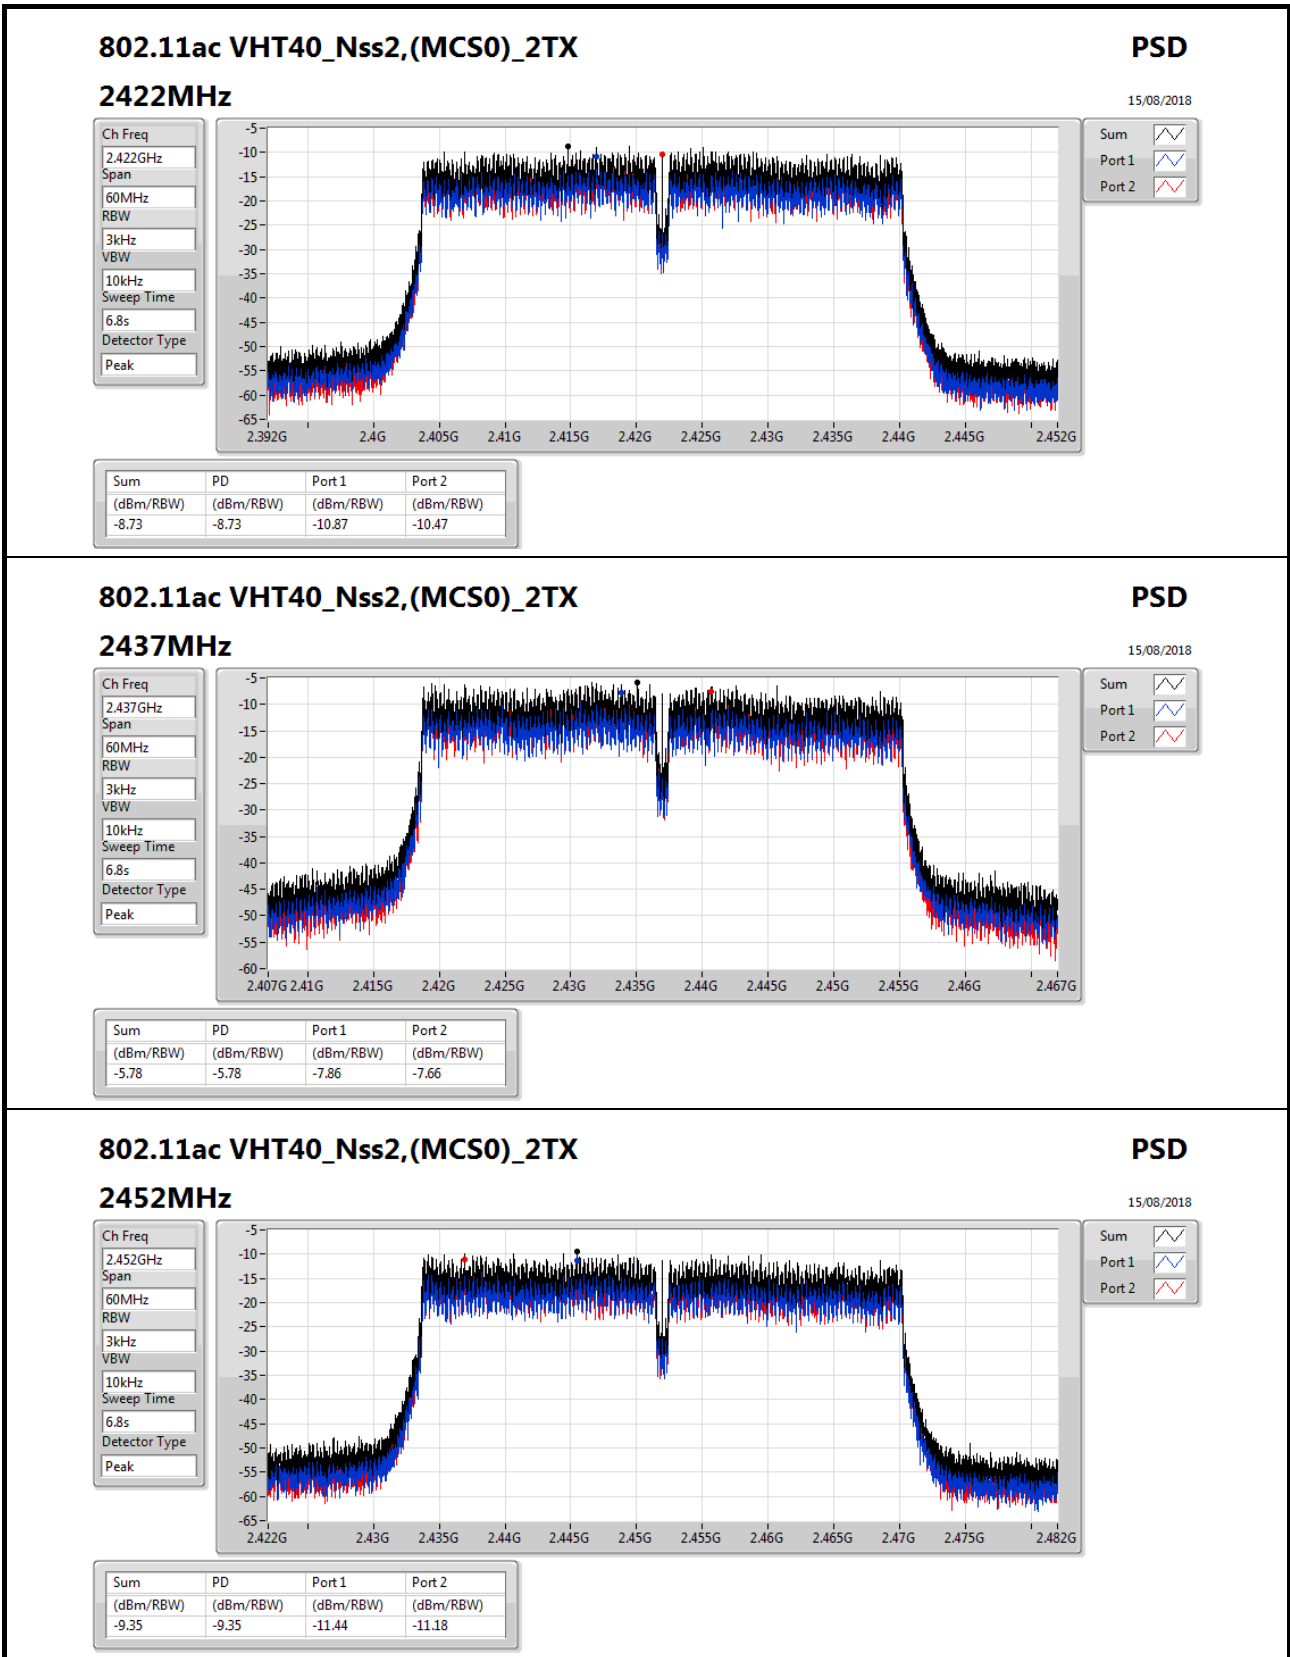 802.11ac VHT40_Nss2,(MCS0)_2TX PSD
2422MHz 15/08/2018
Ch Freq
2.422GHz
Span
60MHz
RBW
3kHz
VBW
10kHz
Sweep Time
6.8s
Detector Type
Peak
-5
-10
-15
-20
-25
-30
-35
-40
-45
-50
-55
-60
-65
2.392G 2.4G 2.405G 2.41G 2.415G 2.42G 2.425G 2.43G 2.435G 2.44G 2.445G 2.452G
Sum
Port 1
Port 2
Sum PD Port 1 Port 2
(dBm/RBW) (dBm/RBW) (dBm/RBW) (dBm/RBW)
-8.73 -8.73 -10.87 -10.47
802.11ac VHT40_Nss2,(MCS0)_2TX PSD
2437MHz 15/08/2018
Ch Freq
2.437GHz
Span
60MHz
RBW
3kHz
VBW
10kHz
Sweep Time
6.8s
Detector Type
Peak
-5
-10
-15
-20
-25
-30
-35
-40
-45
-50
-55
-60
2.407G 2.41G 2.415G 2.42G 2.425G 2.43G 2.435G 2.44G 2.445G 2.45G 2.455G 2.46G 2.467G
Sum
Port 1
Port 2
Sum PD Port 1 Port 2
(dBm/RBW) (dBm/RBW) (dBm/RBW) (dBm/RBW)
-5.78 -5.78 -7.86 -7.66
802.11ac VHT40_Nss2,(MCS0)_2TX PSD
2452MHz 15/08/2018
Ch Freq
2.452GHz
Span
60MHz
RBW
3kHz
VBW
10kHz
Sweep Time
6.8s
Detector Type
Peak
-5
-10
-15
-20
-25
-30
-35
-40
-45
-50
-55
-60
-65
2.422G 2.43G 2.435G 2.44G 2.445G 2.45G 2.455G 2.46G 2.465G 2.47G 2.475G 2.482G
Sum
Port 1
Port 2
Sum PD Port 1 Port 2
(dBm/RBW) (dBm/RBW) (dBm/RBW) (dBm/RBW)
-9.35 -9.35 -11.44 -11.18